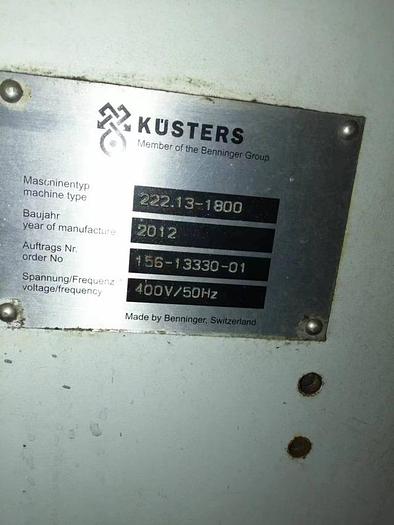 KÜSTERS
Member of the Benninger Group
Maschinentyp
machine type
222.13-1800
Baujahr
year of manufacture
2012
Auftrags Nr.
order No
156-13330-01
Spannung/Frequenz
voltage/frequency
400V/50Hz
Made by Benninger, Switzerland